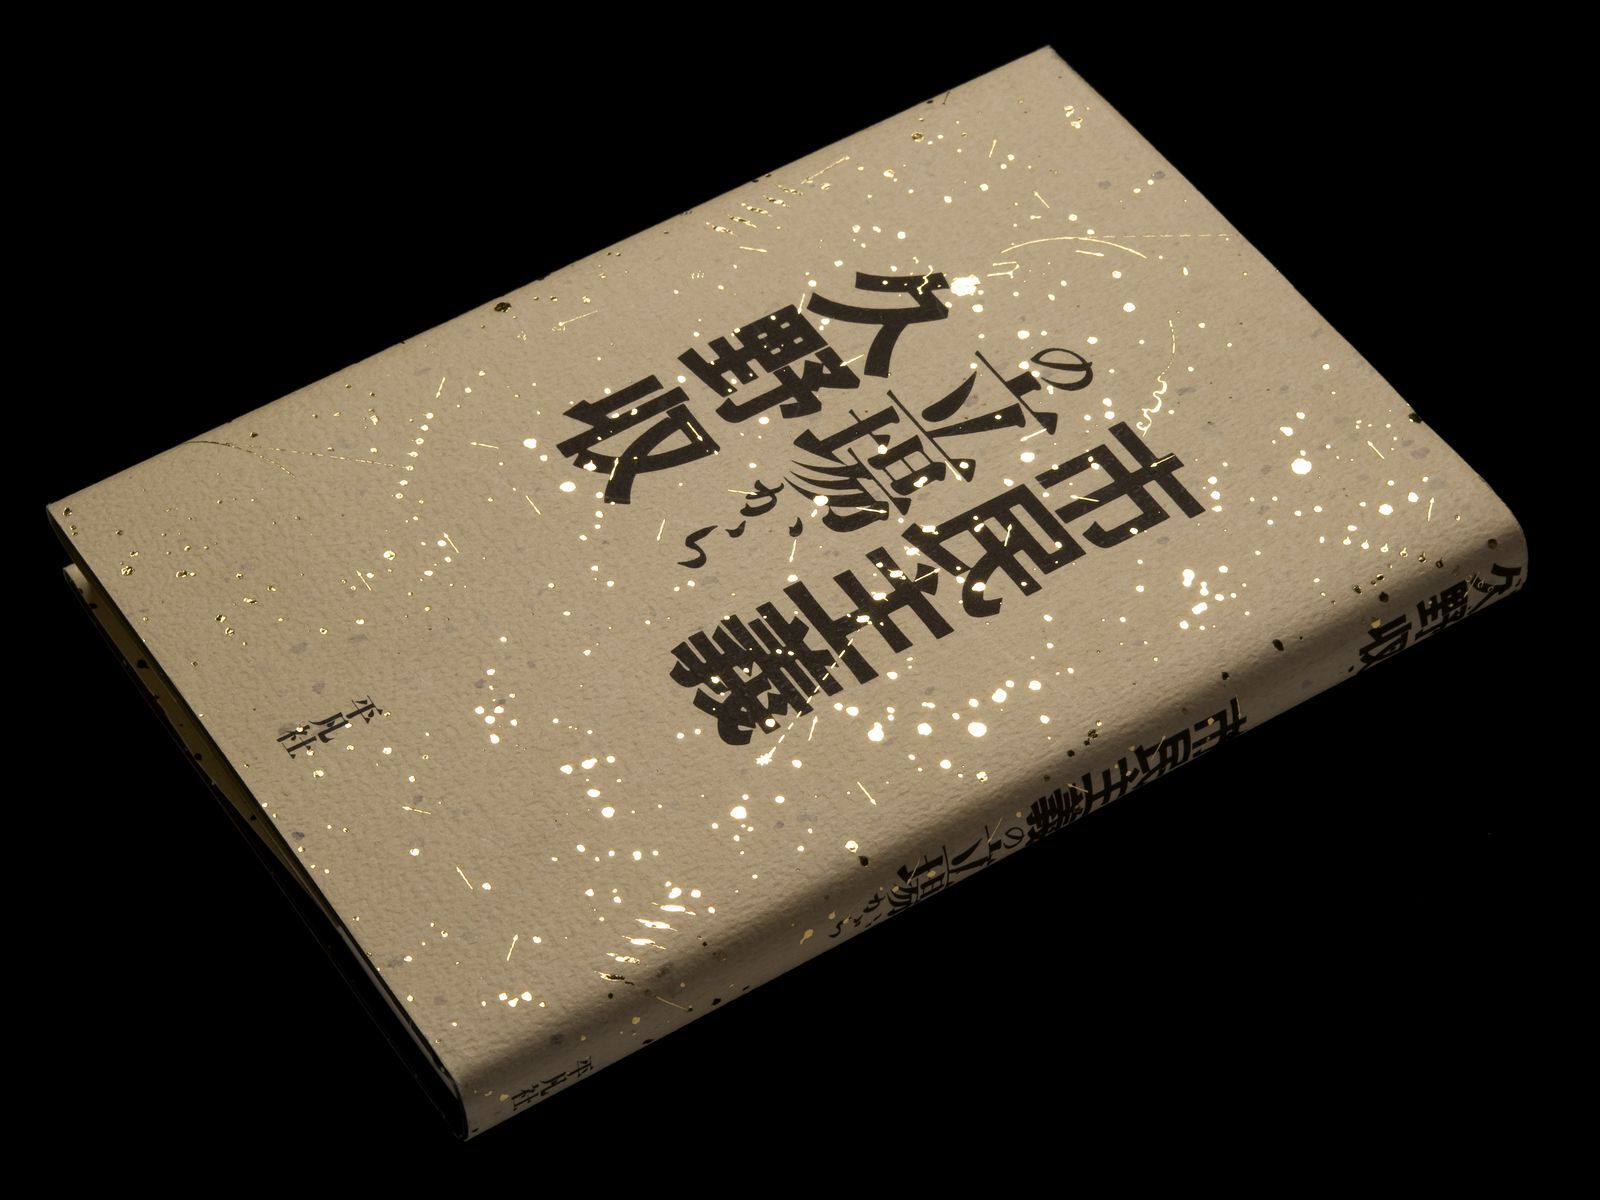 市民主義
の立場から
久野収
平凡社
久野収
市民主義の立場から
平凡社